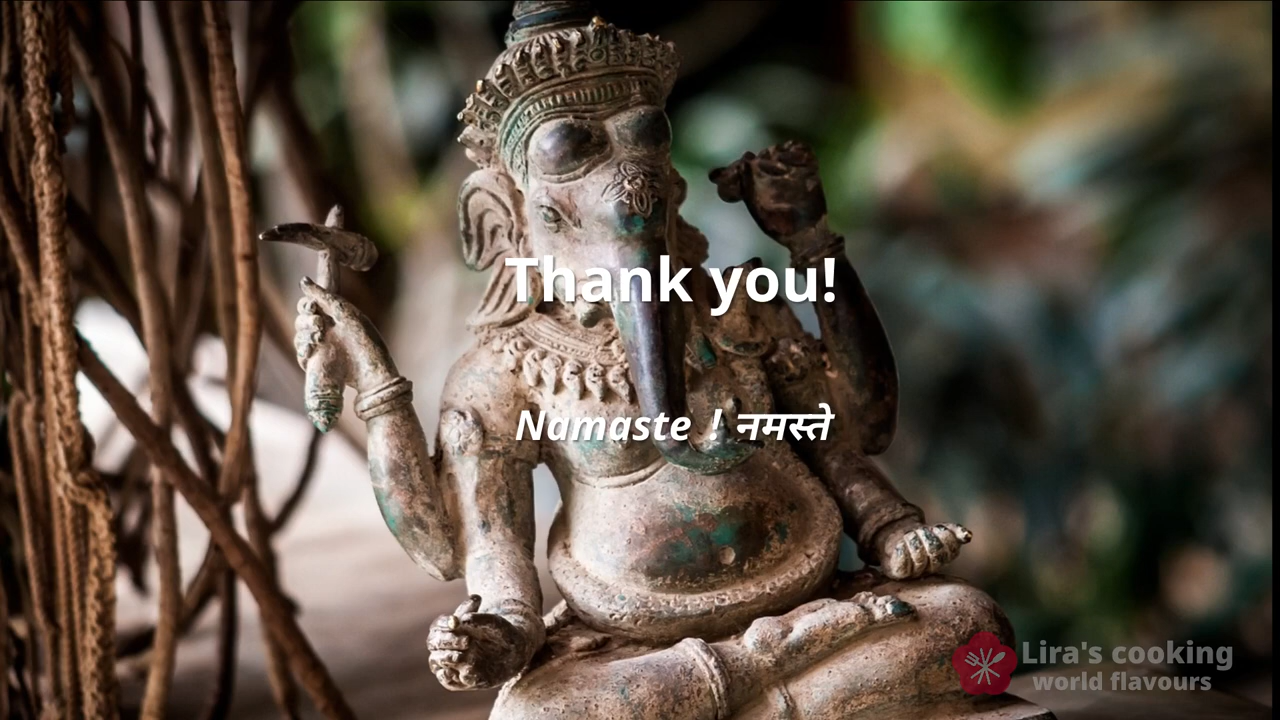 Thank you!
Namaste ! नमस्ते
Lira's cooking
world flavours